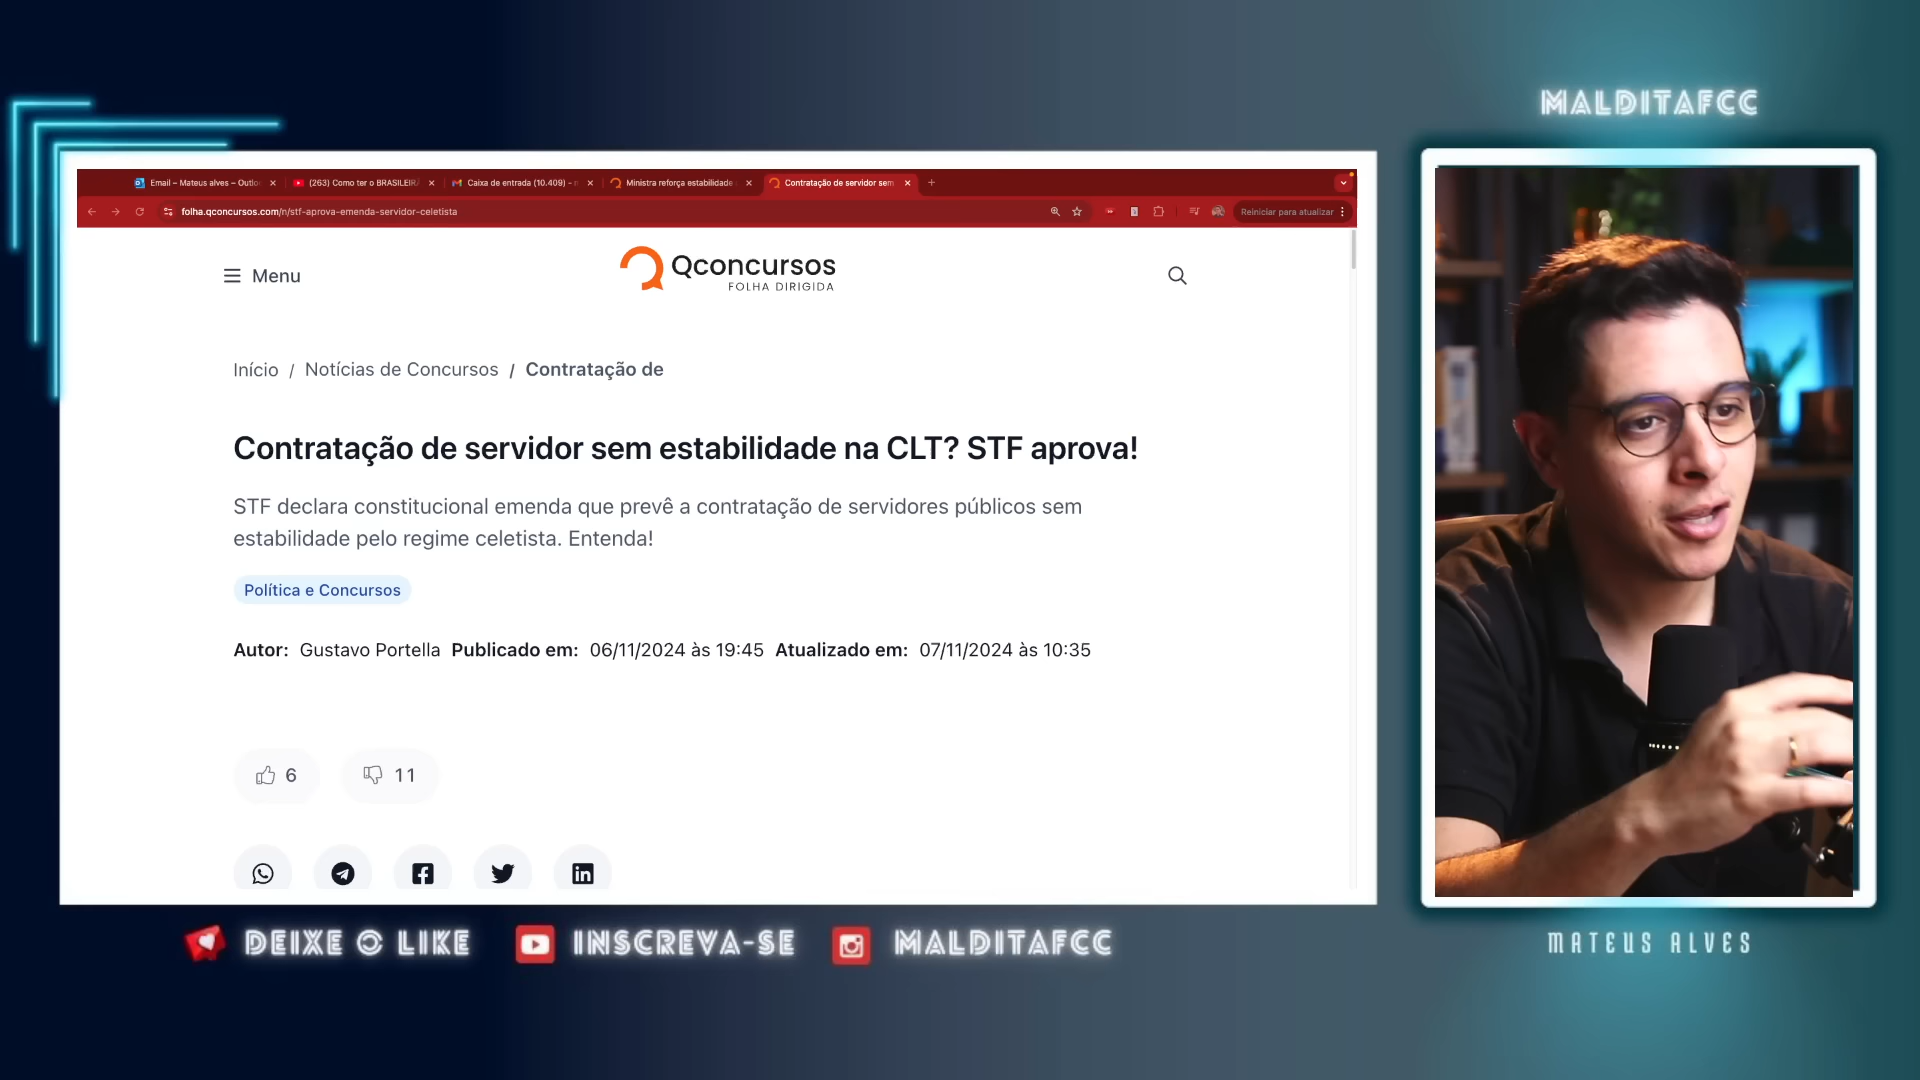 MALDITAFCC
Email – Mateus alves – Outlo
(263) Como ter o BRASILEIR
Caixa de entrada (10.409) -
Ministra reforça estabilidade
Contratação de servidor sem
folha.qconcursos.com/n/stf-aprova-emenda-servidor-celetista
Reiniciar para atualizar
Menu
Qconcursos
FOLHA DIRIGIDA
Início / Notícias de Concursos / Contratação de
Contratação de servidor sem estabilidade na CLT? STF aprova!
STF declara constitucional emenda que prevê a contratação de servidores públicos sem
estabilidade pelo regime celetista. Entenda!
Política e Concursos
Autor: Gustavo Portella Publicado em: 06/11/2024 às 19:45 Atualizado em: 07/11/2024 às 10:35
6
11
DEIXE O LIKE
INSCREVA-SE
MALDITAFCC
MATEUS ALVES